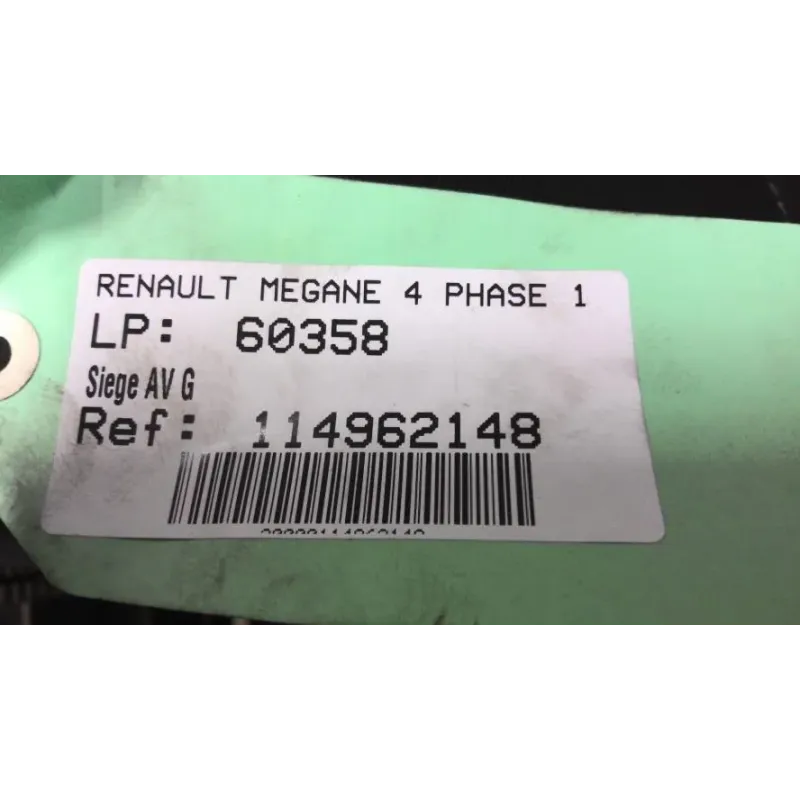 RENAULT MEGANE 4 PHASE 1
LP: 60358
Siege AV G
Ref: 114962148